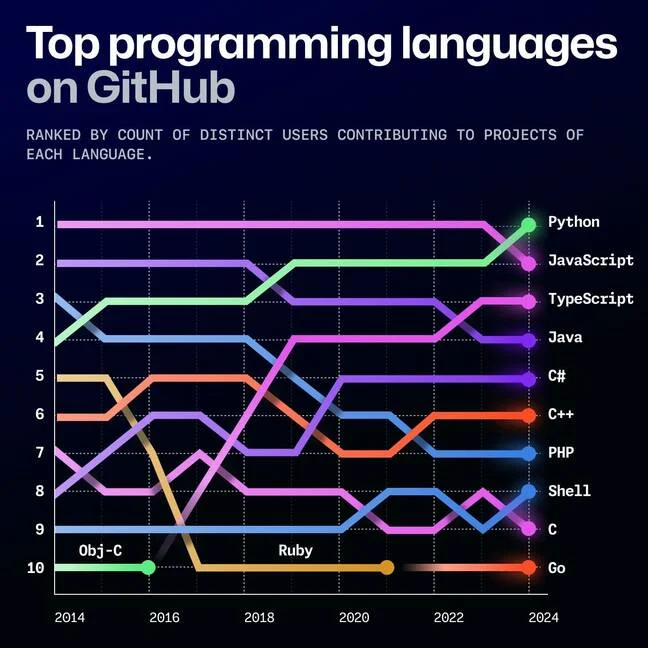 Top programming languages
on GitHub
RANKED BY COUNT OF DISTINCT USERS CONTRIBUTING TO PROJECTS OF
EACH LANGUAGE.
1
Python
2
JavaScript
3
TypeScript
4
Java
5
C#
6
C++
7
PHP
8
Shell
9
C
Obj-C
Ruby
10
Go
2014
2016
2018
2020
2022
2024